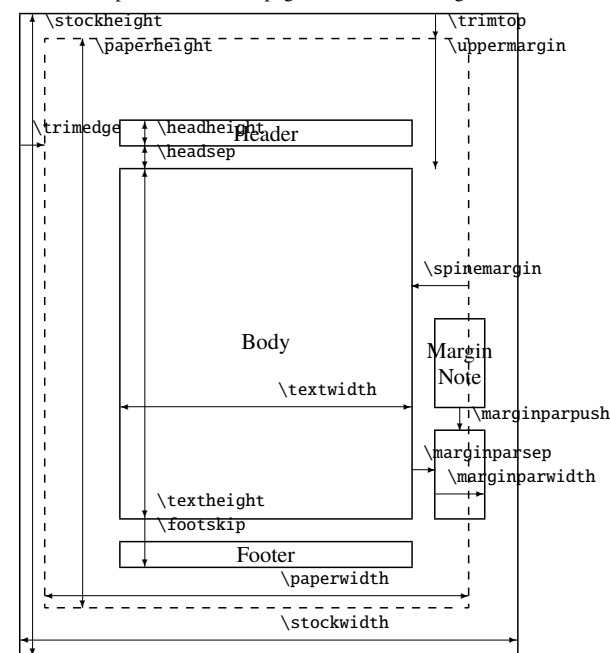 \stockheight
\trimtop
\paperheight
\uppermargin
\trimedge
\headheight
Header
\headsep
\spinemargin
Body
Margin
Note
\textwidth
\marginparpush
\marginparsep
\marginparwidth
\textheight
\footskip
Footer
\paperwidth
\stockwidth